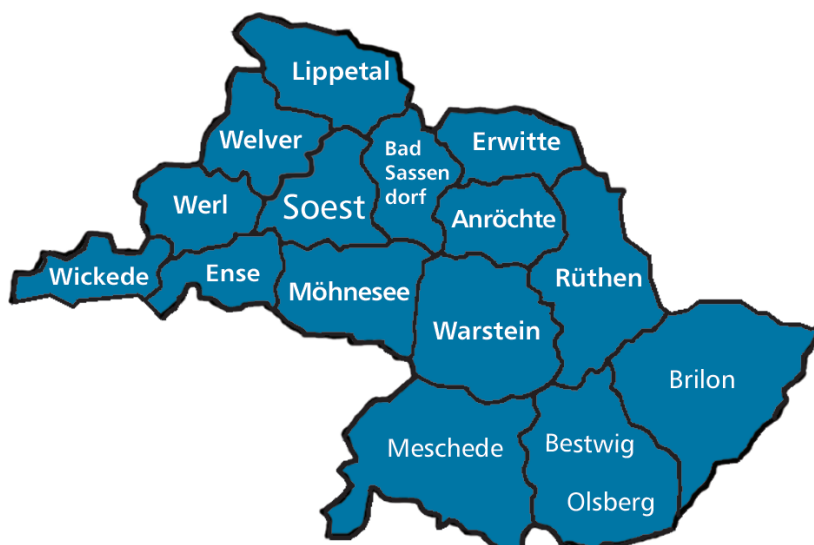 Lippetal
Welver
Bad
Sassen
dorf
Erwitte
Werl
Soest
Anröchte
Wickede
Ense
Möhnesee
Rüthen
Warstein
Brilon
Meschede
Bestwig
Olsberg